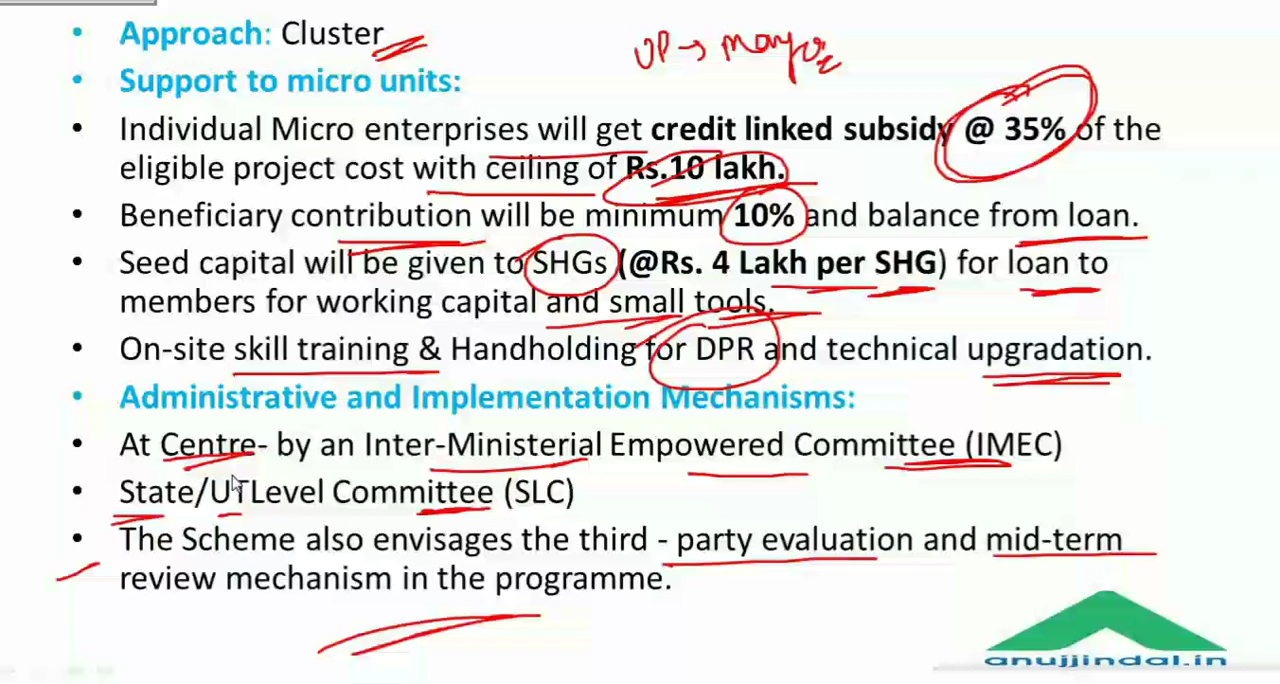 Approach: Cluster
UP → mango
Support to micro units:
Individual Micro enterprises will get credit linked subsidy @ 35% of the
eligible project cost with ceiling of Rs.10 lakh.
Beneficiary contribution will be minimum 10% and balance from loan.
Seed capital will be given to SHGs (@Rs. 4 Lakh per SHG) for loan to
members for working capital and small tools.
On-site skill training & Handholding for DPR and technical upgradation.
Administrative and Implementation Mechanisms:
At Centre- by an Inter-Ministerial Empowered Committee (IMEC)
State/UTLevel Committee (SLC)
The Scheme also envisages the third - party evaluation and mid-term
review mechanism in the programme.
anujjindal.in